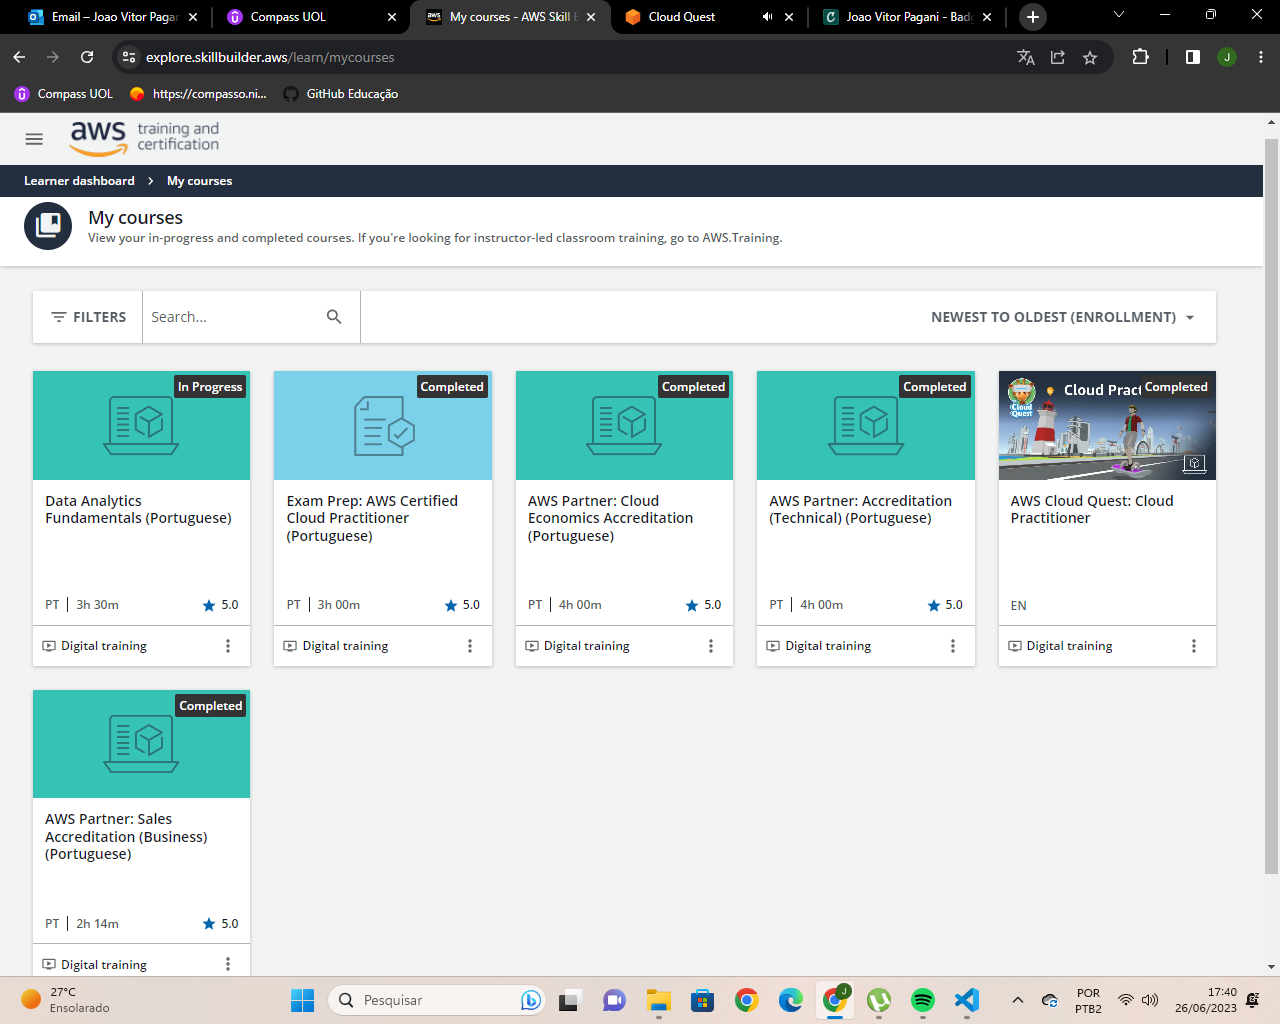 Email – Joao Vitor Pagan
Compass UOL
My courses - AWS Skill B
Cloud Quest
Joao Vitor Pagani - Badg
explore.skillbuilder.aws/learn/mycourses
J
Compass UOL
https://compasso.ni...
GitHub Educação
aws training and certification
Learner dashboard > My courses
My courses
View your in-progress and completed courses. If you're looking for instructor-led classroom training, go to AWS.Training.
FILTERS
Search...
NEWEST TO OLDEST (ENROLLMENT)
In Progress
Data Analytics
Fundamentals (Portuguese)
PT | 3h 30m
5.0
Digital training
Completed
Exam Prep: AWS Certified
Cloud Practitioner
(Portuguese)
PT | 3h 00m
5.0
Digital training
Completed
AWS Partner: Cloud
Economics Accreditation
(Portuguese)
PT | 4h 00m
5.0
Digital training
Completed
AWS Partner: Accreditation
(Technical) (Portuguese)
PT | 4h 00m
5.0
Digital training
Cloud Quest
Cloud Pract
Completed
AWS Cloud Quest: Cloud
Practitioner
EN
Digital training
Completed
AWS Partner: Sales
Accreditation (Business)
(Portuguese)
PT | 2h 14m
5.0
Digital training
27°C
Ensolarado
Pesquisar
J
POR
PTB2
17:40
26/06/2023